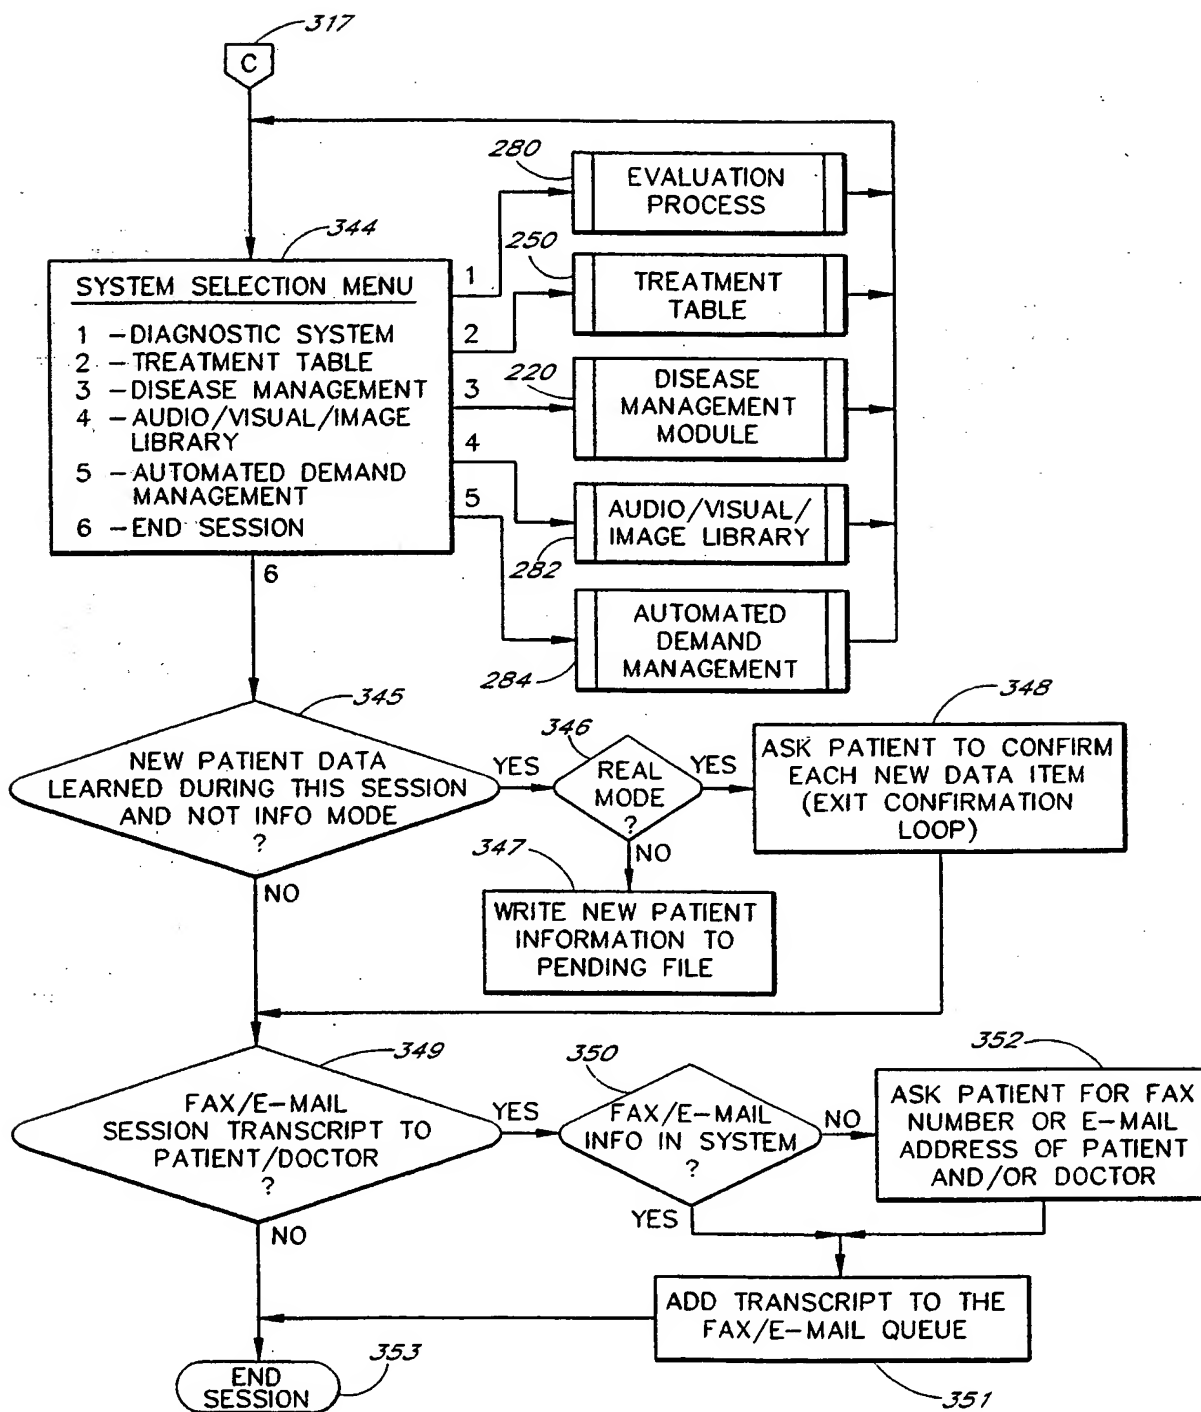 317
C
280
EVALUATION
PROCESS
344
SYSTEM SELECTION MENU
1 – DIAGNOSTIC SYSTEM
2 – TREATMENT TABLE
3 – DISEASE MANAGEMENT
4 – AUDIO/VISUAL/IMAGE
LIBRARY
5 – AUTOMATED DEMAND
MANAGEMENT
6 – END SESSION
1
2
3
4
5
6
250
TREATMENT
TABLE
220
DISEASE
MANAGEMENT
MODULE
AUDIO/VISUAL/
IMAGE LIBRARY
282
AUTOMATED
DEMAND
MANAGEMENT
284
345
NEW PATIENT DATA
LEARNED DURING THIS SESSION
AND NOT INFO MODE
?
YES
NO
346
REAL
MODE
?
YES
NO
348
ASK PATIENT TO CONFIRM
EACH NEW DATA ITEM
(EXIT CONFIRMATION
LOOP)
347
WRITE NEW PATIENT
INFORMATION TO
PENDING FILE
349
FAX/E-MAIL
SESSION TRANSCRIPT TO
PATIENT/DOCTOR
?
YES
NO
350
FAX/E-MAIL
INFO IN SYSTEM
?
NO
YES
352
ASK PATIENT FOR FAX
NUMBER OR E-MAIL
ADDRESS OF PATIENT
AND/OR DOCTOR
ADD TRANSCRIPT TO THE
FAX/E-MAIL QUEUE
351
END
SESSION
353